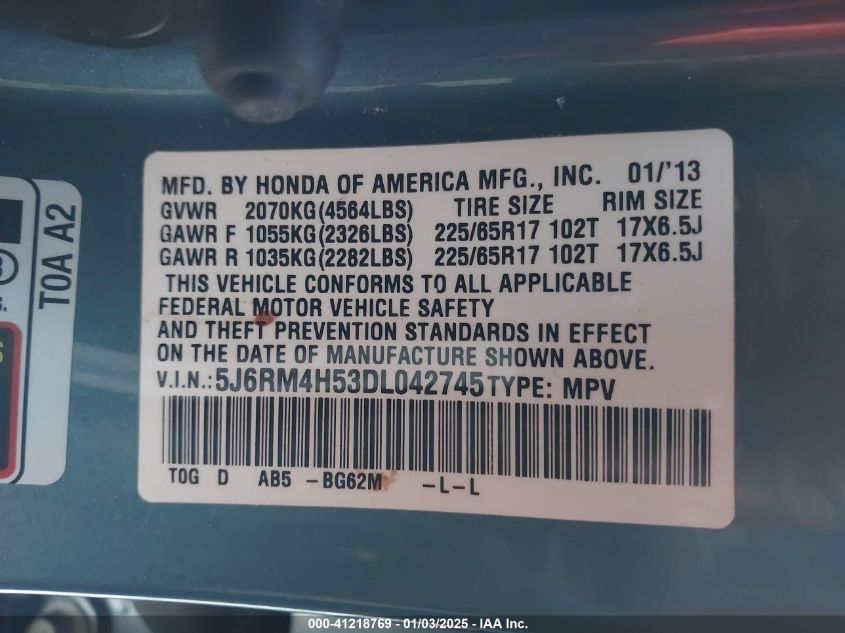 MFD. BY HONDA OF AMERICA MFG., INC. 01/'13
GVWR 2070KG(4564LBS) TIRE SIZE RIM SIZE
GAWR F 1055KG(2326LBS) 225/65R17 102T 17X6.5J
GAWR R 1035KG(2282LBS) 225/65R17 102T 17X6.5J
THIS VEHICLE CONFORMS TO ALL APPLICABLE
FEDERAL MOTOR VEHICLE SAFETY
AND THEFT PREVENTION STANDARDS IN EFFECT
ON THE DATE OF MANUFACTURE SHOWN ABOVE.
V.I.N.: 5J6RM4H53DL042745 TYPE: MPV
T0G D AB5 -BG62M -L-L
T0A A2
000-41218769 - 01/03/2025 - IAA Inc.